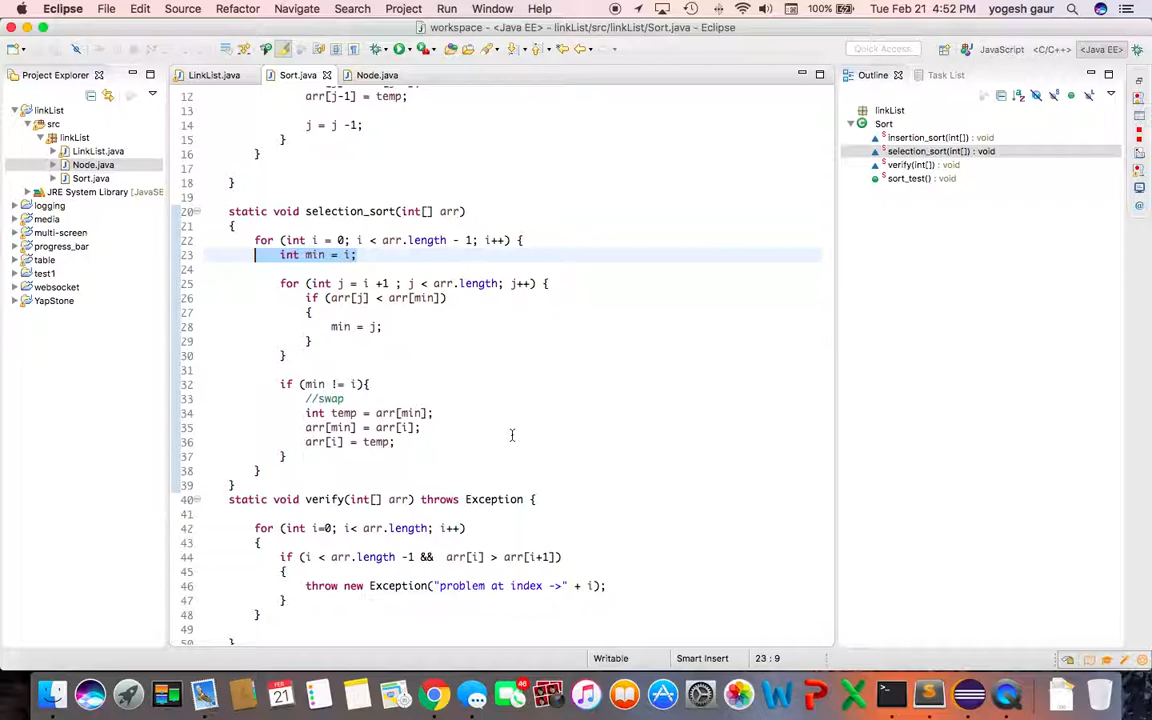 Eclipse File Edit Source Refactor Navigate Search Project Run Window Help 100% Tue Feb 21 4:52 PM yogesh gaur
workspace - <Java EE> - linkList/src/linkList/Sort.java - Eclipse
Quick Access JavaScript <C/C++> <Java EE>
Project Explorer
linkList
src
linkList
LinkList.java
Node.java
Sort.java
JRE System Library [JavaSE
logging
media
multi-screen
progress_bar
table
test1
websocket
YapStone
LinkList.java Sort.java Node.java
12 arr[j-1] = temp;
13
14 j = j -1;
15 }
16 }
17
18 }
19
20 static void selection_sort(int[] arr)
21 {
22 for (int i = 0; i < arr.length - 1; i++) {
23 int min = i;
24
25 for (int j = i +1 ; j < arr.length; j++) {
26 if (arr[j] < arr[min])
27 {
28 min = j;
29 }
30 }
31
32 if (min != i){
33 //swap
34 int temp = arr[min];
35 arr[min] = arr[i];
36 arr[i] = temp;
37 }
38 }
39 }
40 static void verify(int[] arr) throws Exception {
41
42 for (int i=0; i< arr.length; i++)
43 {
44 if (i < arr.length -1 && arr[i] > arr[i+1])
45 {
46 throw new Exception("problem at index ->" + i);
47 }
48 }
49
50 }
Outline Task List
linkList
Sort
insertion_sort(int[]) : void
selection_sort(int[]) : void
verify(int[]) : void
sort_test() : void
Writable Smart Insert 23 : 9
FEB
21
46